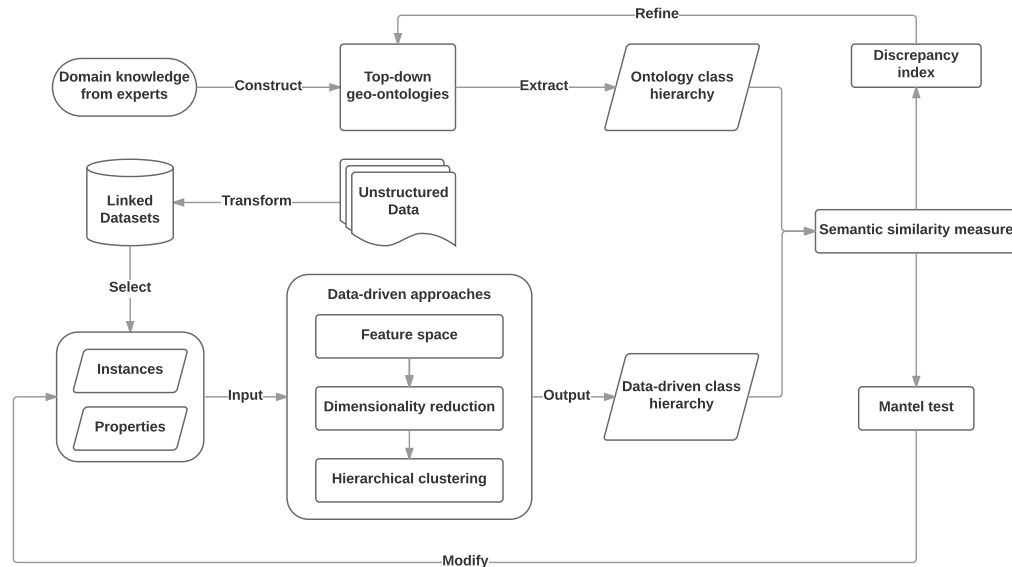 Refine
Domain knowledge
from experts
Construct
Top-down
geo-ontologies
Extract
Ontology class
hierarchy
Discrepancy
index
Linked
Datasets
Transform
Unstructured
Data
Semantic similarity measure
Select
Data-driven approaches
Feature space
Instances
Properties
Input
Dimensionality reduction
Hierarchical clustering
Output
Data-driven class
hierarchy
Mantel test
Modify